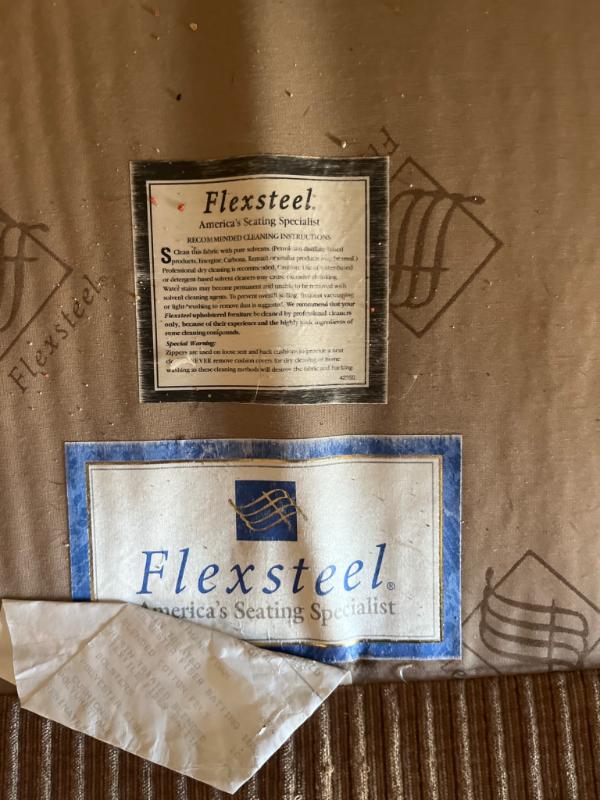 Flexsteel
Flexsteel
America's Seating Specialist
RECOMMENDED CLEANING INSTRUCTIONS
S Clean this fabric with pure solvents. (Petroleum distillate-based
products, Energine, Carbona, Renuzit or similar products may be used.)
Professional dry cleaning is recommended. Caution: Use of water-based
or detergent-based solvent cleaners may cause excessive shrinking.
Water stains may become permanent and unable to be removed with
solvent cleaning agents. To prevent overall soiling, frequent vacuuming
or light brushing to remove dust is suggested. We recommend that your
Flexsteel upholstered furniture be cleaned by professional cleaners
only, because of their experience and the highly toxic ingredients of
some cleaning compounds.
Special Warning:
Zippers are used on loose seat and back cushions to provide a neat
NEVER remove cushion covers for dry cleaning or home
washing as these cleaning methods will destroy the fabric and backing.
Flexsteel®
America's Seating Specialist
BATTING